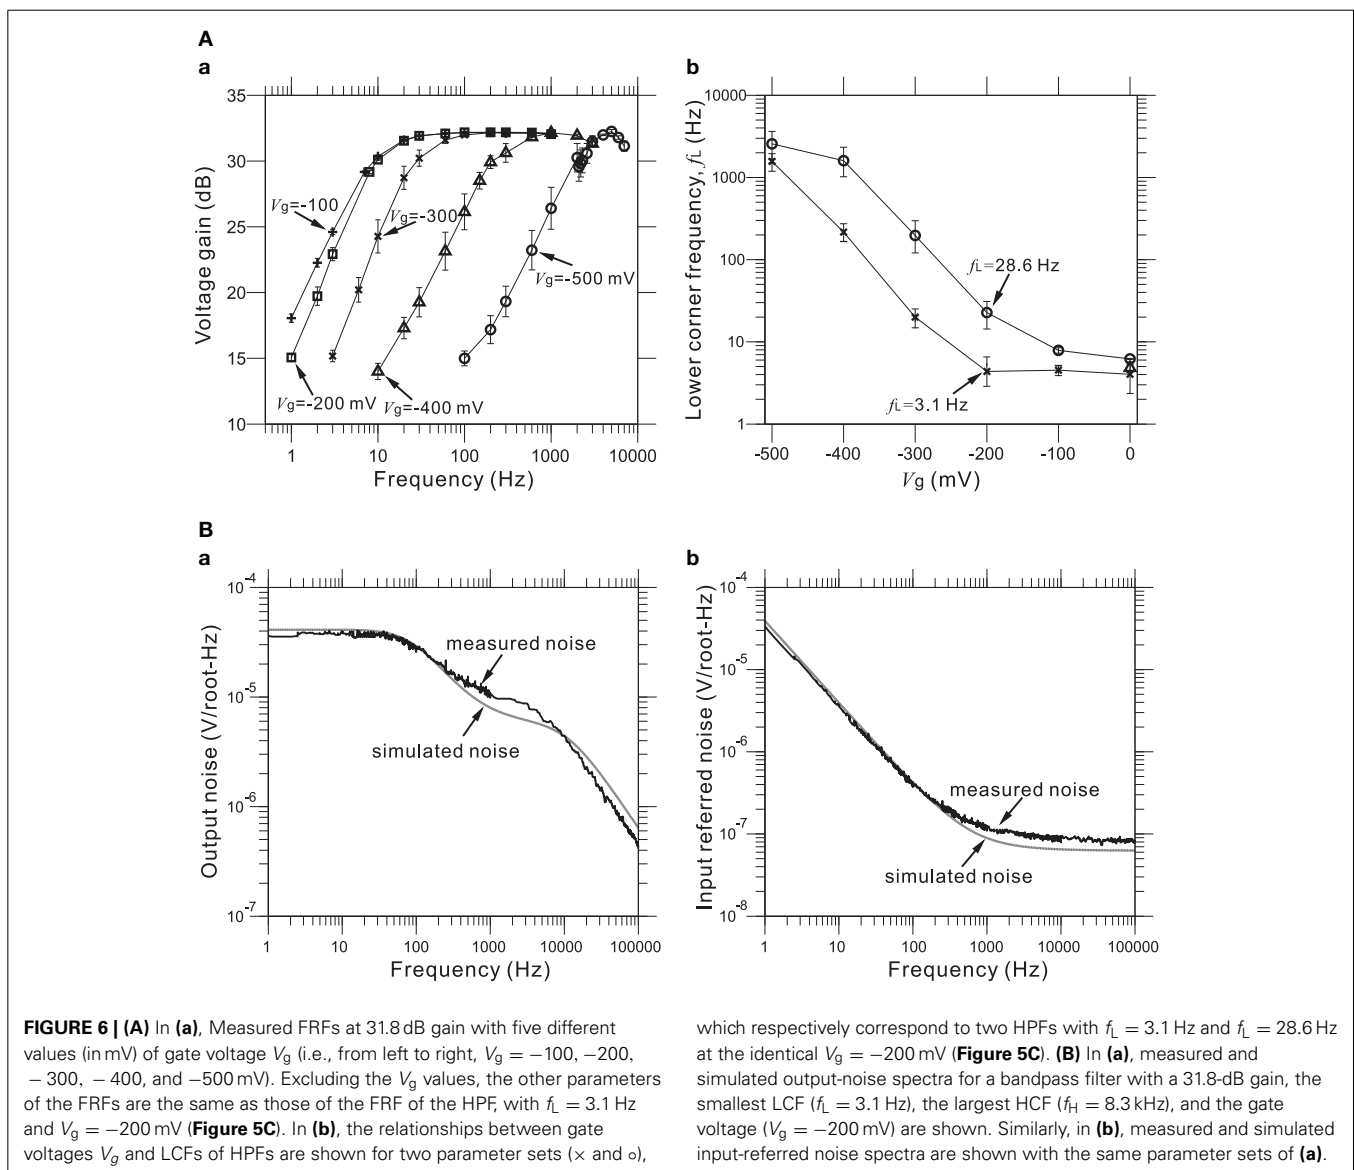 A
a
35
30
25
20
15
10
Voltage gain (dB)
Vg=-100
Vg=-300
Vg=-500 mV
Vg=-200 mV
Vg=-400 mV
1 10 100 1000 10000
Frequency (Hz)
b
10000
1000
100
10
1
Lower corner frequency, fL (Hz)
fL=28.6 Hz
fL=3.1 Hz
-500 -400 -300 -200 -100 0
Vg (mV)
B
a
10-4
10-5
10-6
10-7
Output noise (V/root-Hz)
measured noise
simulated noise
1 10 100 1000 10000 100000
Frequency (Hz)
b
10-4
10-5
10-6
10-7
10-8
Input referred noise (V/root-Hz)
measured noise
simulated noise
1 10 100 1000 10000 100000
Frequency (Hz)
FIGURE 6 | (A) In (a), Measured FRFs at 31.8 dB gain with five different
values (in mV) of gate voltage Vg (i.e., from left to right, Vg = −100, −200,
−300, −400, and −500 mV). Excluding the Vg values, the other parameters
of the FRFs are the same as those of the FRF of the HPF, with fL = 3.1 Hz
and Vg = −200 mV (Figure 5C). In (b), the relationships between gate
voltages Vg and LCFs of HPFs are shown for two parameter sets (× and ○),
which respectively correspond to two HPFs with fL = 3.1 Hz and fL = 28.6 Hz
at the identical Vg = −200 mV (Figure 5C). (B) In (a), measured and
simulated output-noise spectra for a bandpass filter with a 31.8-dB gain, the
smallest LCF (fL = 3.1 Hz), the largest HCF (fH = 8.3 kHz), and the gate
voltage (Vg = −200 mV) are shown. Similarly, in (b), measured and simulated
input-referred noise spectra are shown with the same parameter sets of (a).